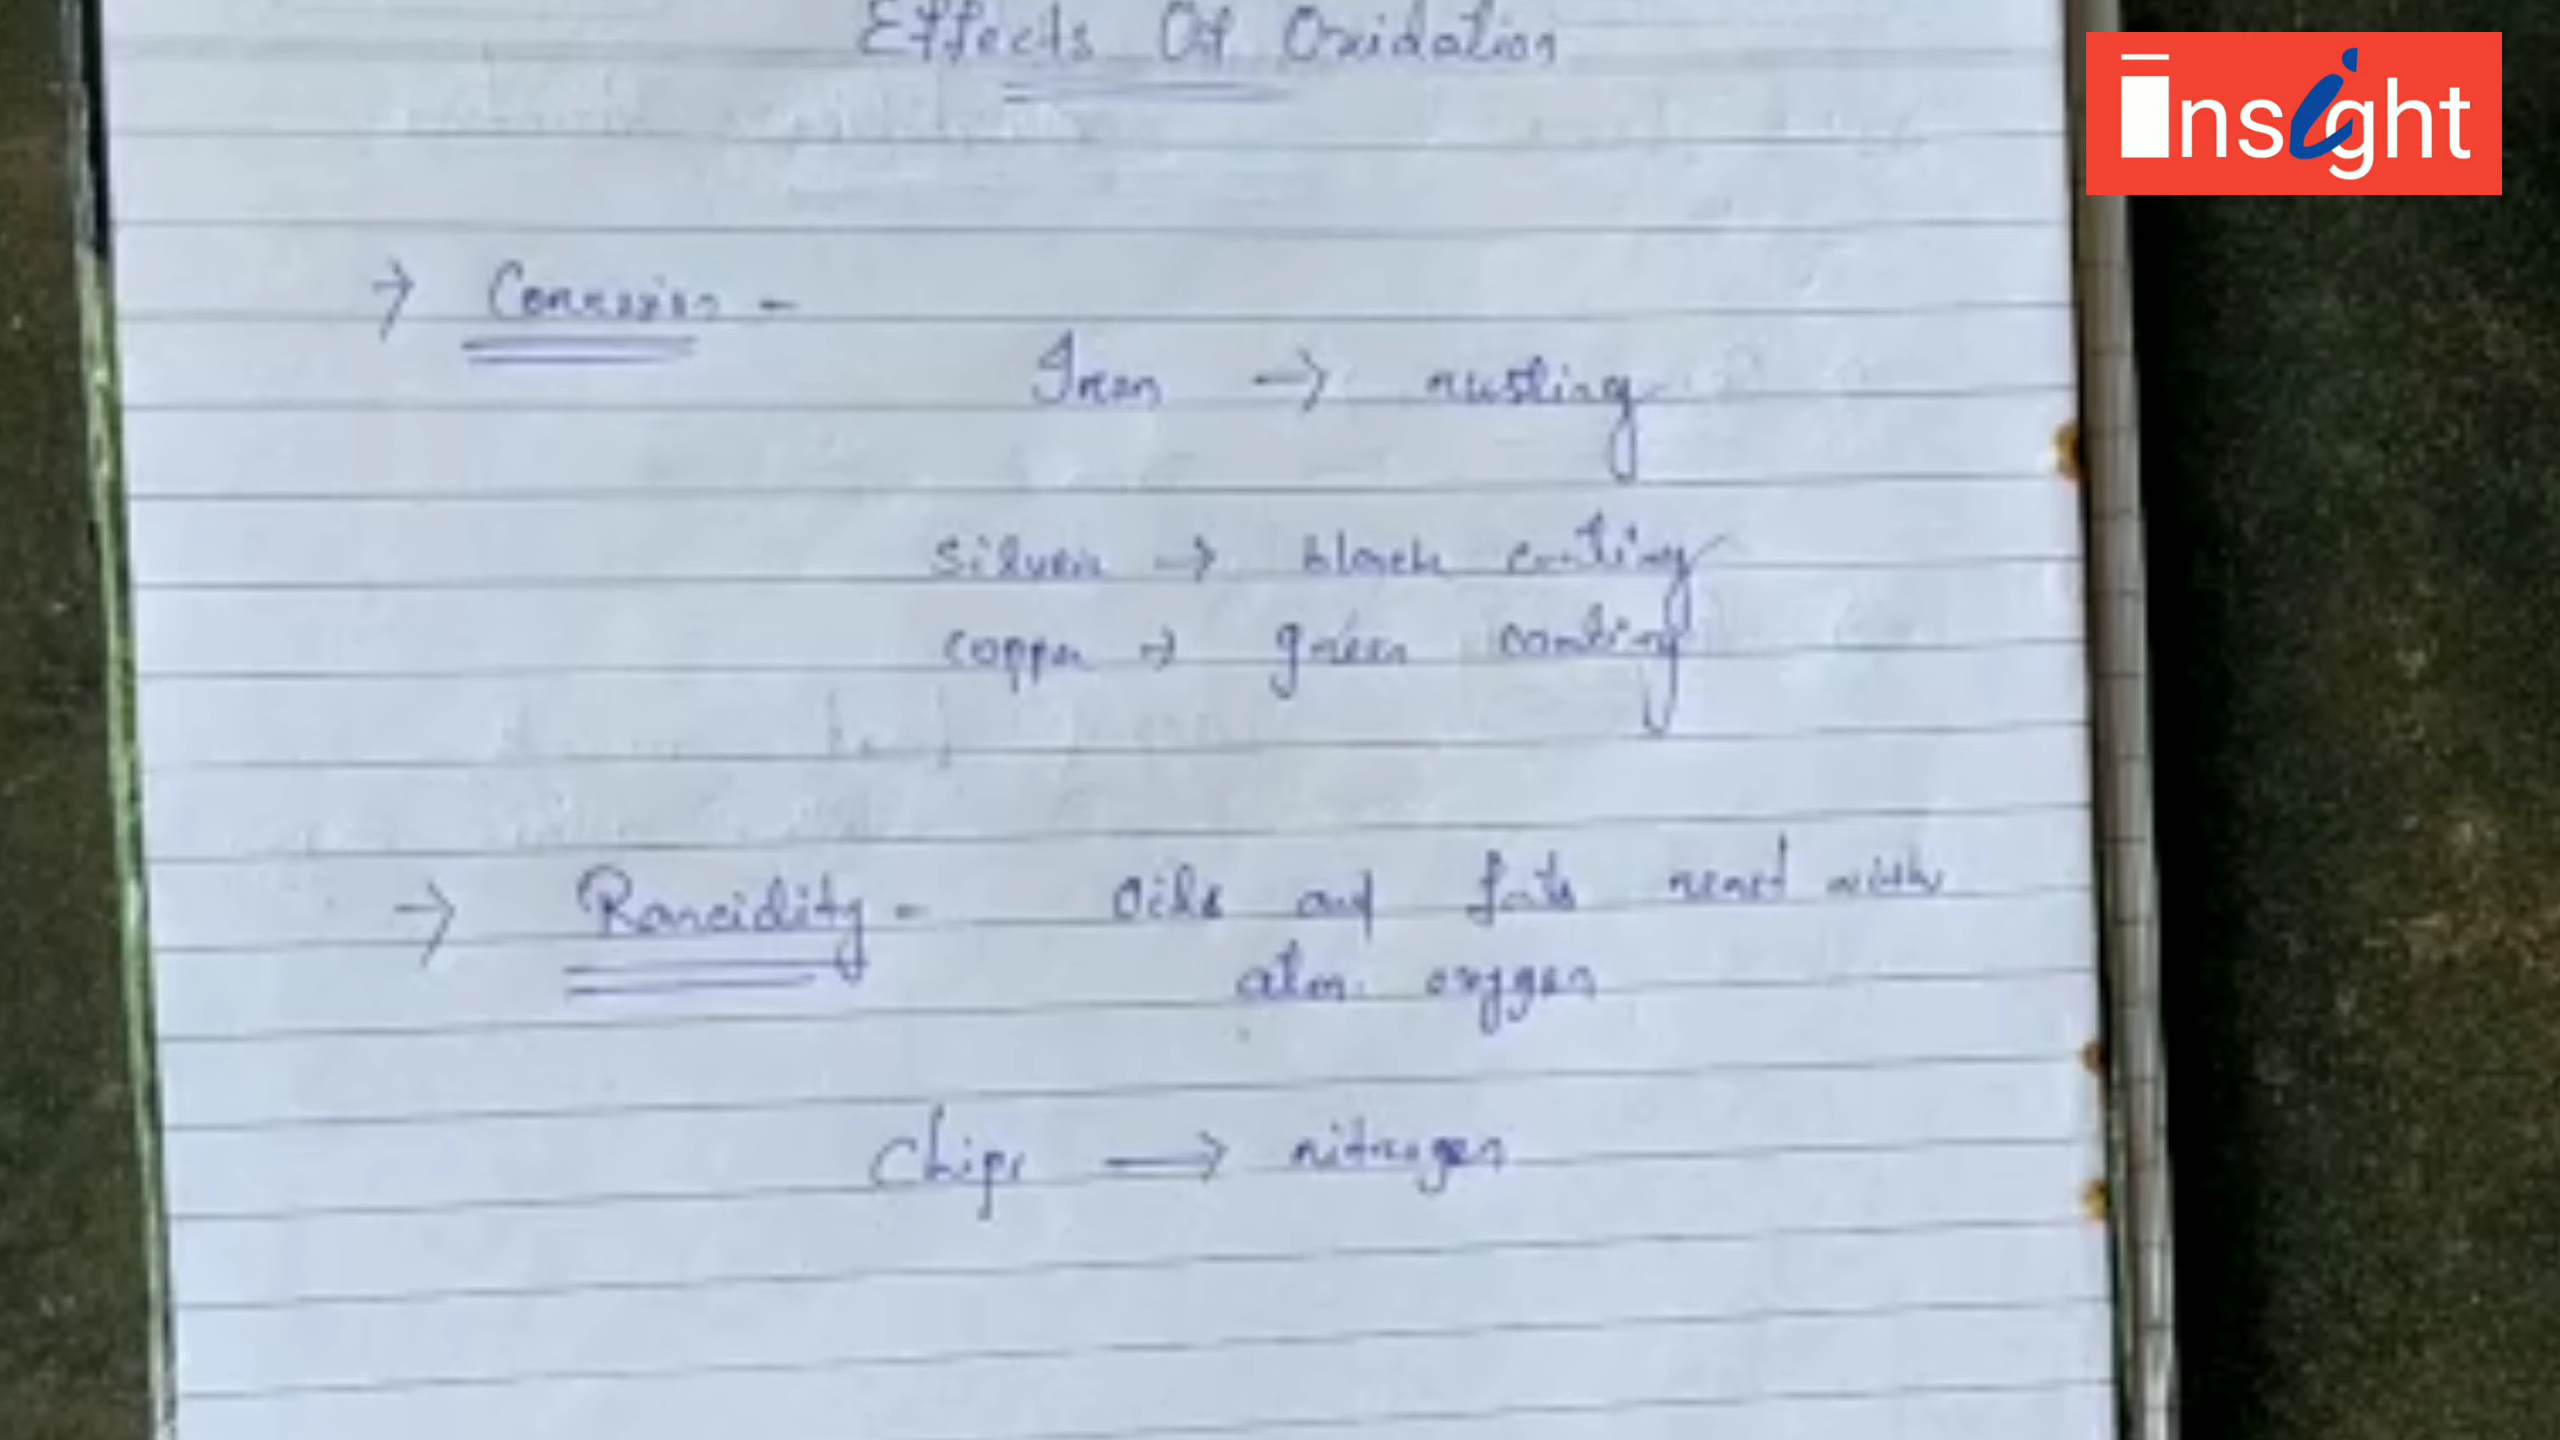 Effects Of Oxidation
Insight
→ Corrosion -
Iron → rusting
silver → black coating
copper → green coating
→ Rancidity - Oils and fats react with
atm. oxygen
Chips → nitrogen